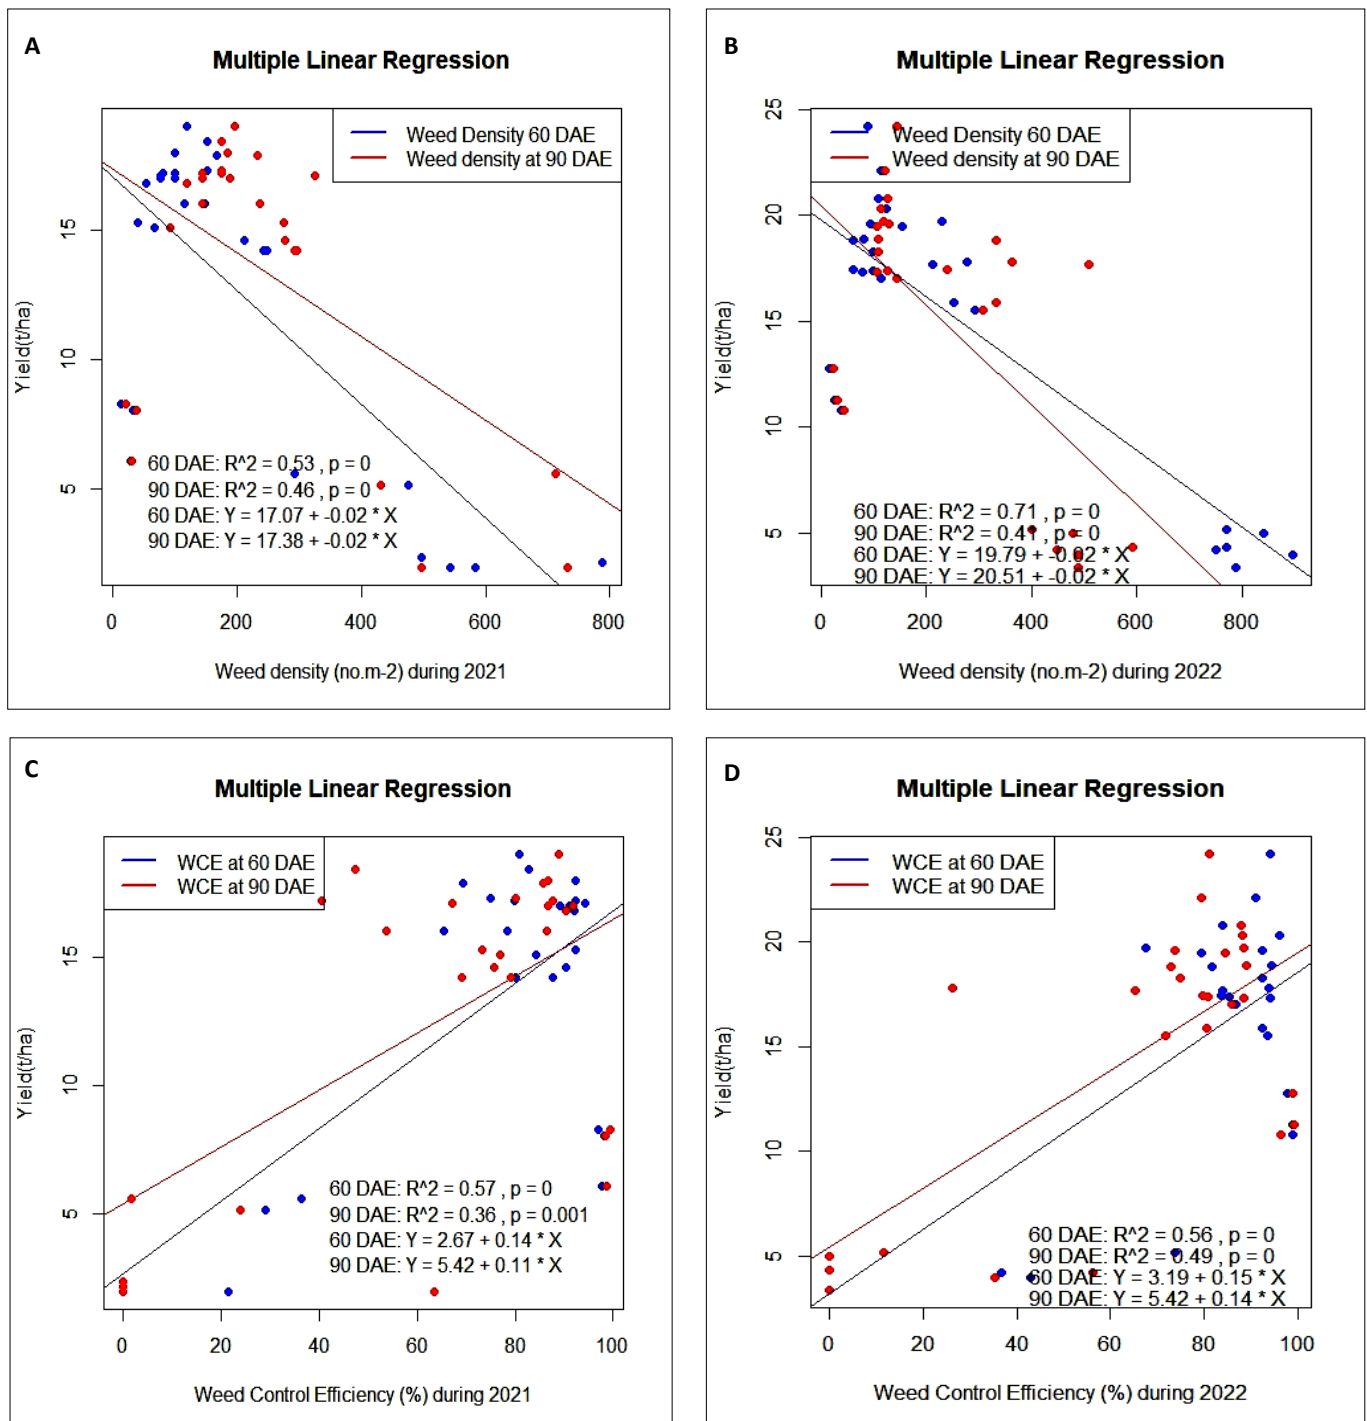 A
Multiple Linear Regression
Weed Density 60 DAE
Weed density at 90 DAE
15
10
5
Yield(t/ha)
60 DAE: R^2 = 0.53 , p = 0
90 DAE: R^2 = 0.46 , p = 0
60 DAE: Y = 17.07 + -0.02 * X
90 DAE: Y = 17.38 + -0.02 * X
0 200 400 600 800
Weed density (no.m-2) during 2021
B
Multiple Linear Regression
Weed Density 60 DAE
Weed density at 90 DAE
25
20
15
10
5
Yield(t/ha)
60 DAE: R^2 = 0.71 , p = 0
90 DAE: R^2 = 0.41 , p = 0
60 DAE: Y = 19.79 + -0.02 * X
90 DAE: Y = 20.51 + -0.02 * X
0 200 400 600 800
Weed density (no.m-2) during 2022
C
Multiple Linear Regression
WCE at 60 DAE
WCE at 90 DAE
15
10
5
Yield(t/ha)
60 DAE: R^2 = 0.57 , p = 0
90 DAE: R^2 = 0.36 , p = 0.001
60 DAE: Y = 2.67 + 0.14 * X
90 DAE: Y = 5.42 + 0.11 * X
0 20 40 60 80 100
Weed Control Efficiency (%) during 2021
D
Multiple Linear Regression
WCE at 60 DAE
WCE at 90 DAE
25
20
15
10
5
Yield(t/ha)
60 DAE: R^2 = 0.56 , p = 0
90 DAE: R^2 = 0.49 , p = 0
60 DAE: Y = 3.19 + 0.15 * X
90 DAE: Y = 5.42 + 0.14 * X
0 20 40 60 80 100
Weed Control Efficiency (%) during 2022